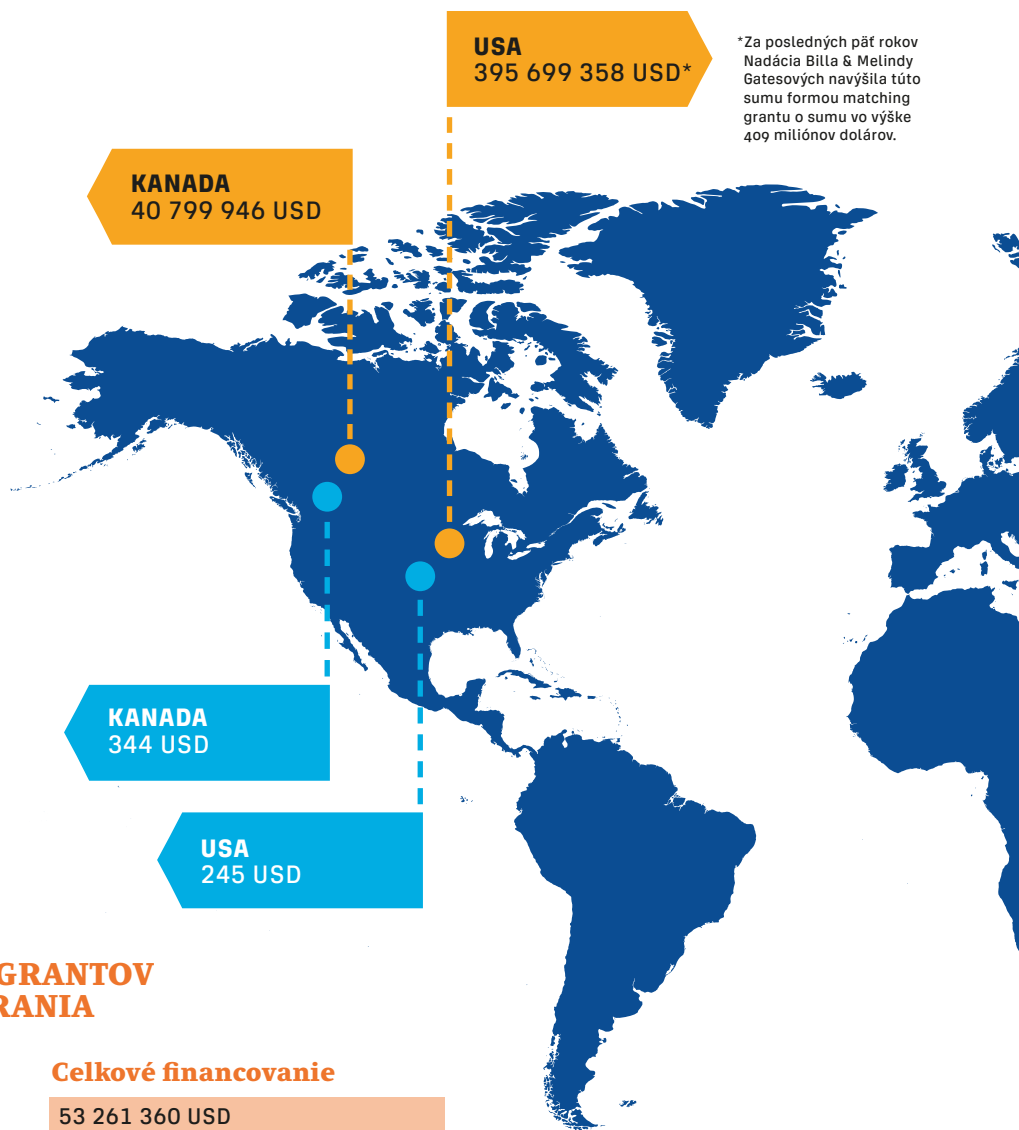 USA
395 699 358 USD*
*Za posledných päť rokov
Nadácia Billa & Melindy
Gatesových navýšila túto
sumu formou matching
grantu o sumu vo výške
409 miliónov dolárov.
KANADA
40 799 946 USD
KANADA
344 USD
USA
245 USD
GRANTOV
RANIA
Celkové financovanie
53 261 360 USD